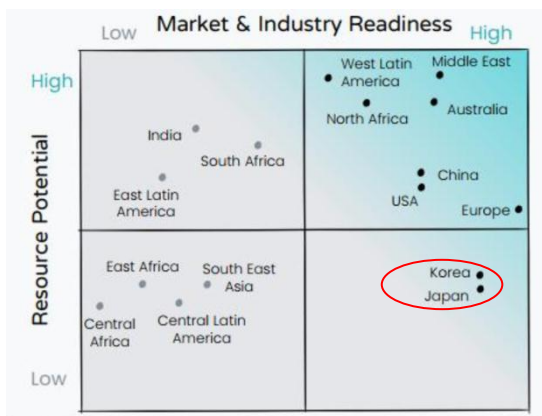 Low
Market & Industry Readiness
High
High
Resource Potential
Low
West Latin
America
Middle East
North Africa
Australia
India
South Africa
East Latin
America
China
USA
Europe
East Africa
South East
Asia
Central
Africa
Central Latin
America
Korea
Japan